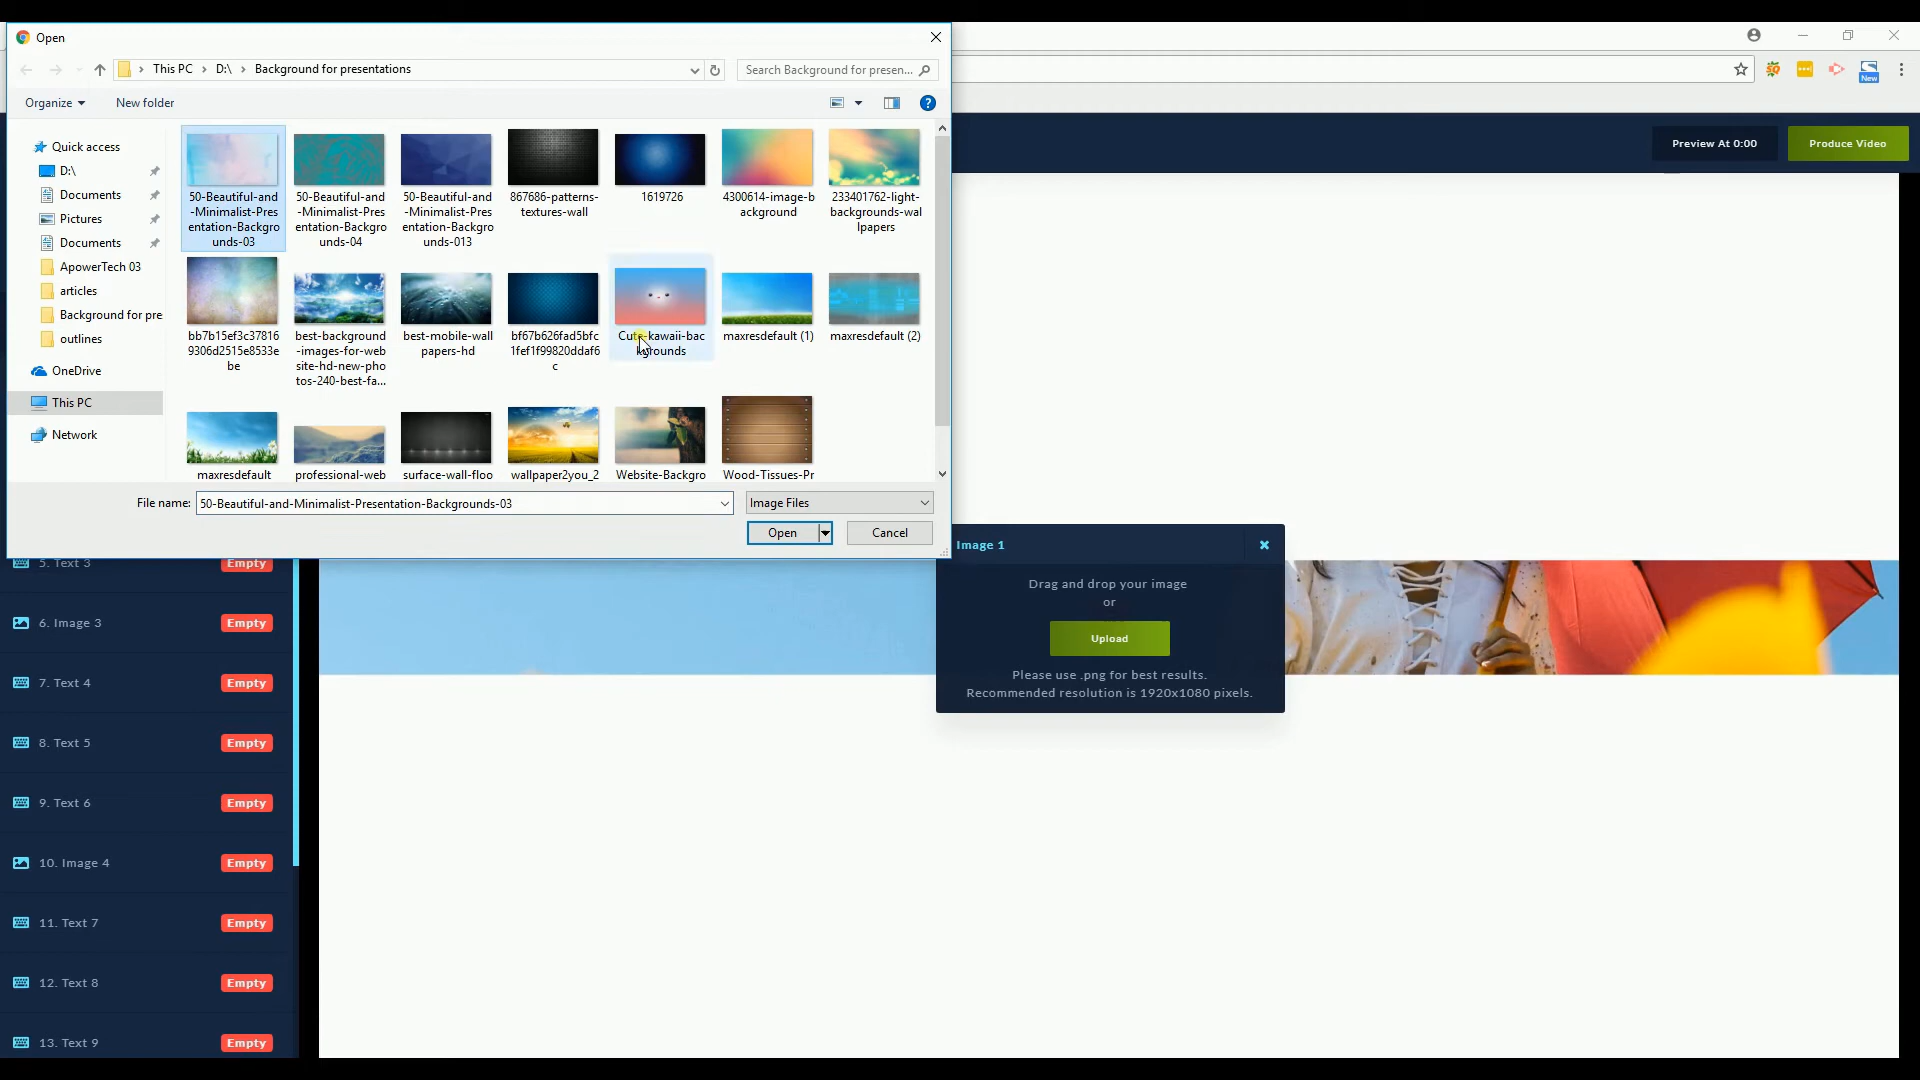 Open
This PC
D:\
Background for presentations
Search Background for presen...
Organize
New folder
New
Preview At 0:00
Produce Video
Quick access
D:\
Documents
Pictures
Documents
ApowerTech 03
articles
Background for pre
outlines
OneDrive
This PC
Network
50-Beautiful-and
-Minimalist-Pres
entation-Backgro
unds-03
50-Beautiful-and
-Minimalist-Pres
entation-Backgro
unds-04
50-Beautiful-and
-Minimalist-Pres
entation-Backgro
unds-013
867686-patterns-
textures-wall
1619726
4300614-image-b
ackground
233401762-light-
backgrounds-wal
lpapers
bb7b15ef3c37816
9306d2515e8533e
be
best-background
-images-for-web
site-hd-new-pho
tos-240-best-fa...
best-mobile-wall
papers-hd
bf67b626fad5bfc
1fef1f99820ddaf6
c
Cute-kawaii-bac
kgrounds
maxresdefault (1)
maxresdefault (2)
maxresdefault
professional-web
surface-wall-floo
wallpaper2you_2
Website-Backgro
Wood-Tissues-Pr
File name:
50-Beautiful-and-Minimalist-Presentation-Backgrounds-03
Image Files
Open
Cancel
5. Text 3
Empty
6. Image 3
Empty
7. Text 4
Empty
8. Text 5
Empty
9. Text 6
Empty
10. Image 4
Empty
11. Text 7
Empty
12. Text 8
Empty
13. Text 9
Empty
Image 1
Drag and drop your image
or
Upload
Please use .png for best results.
Recommended resolution is 1920x1080 pixels.